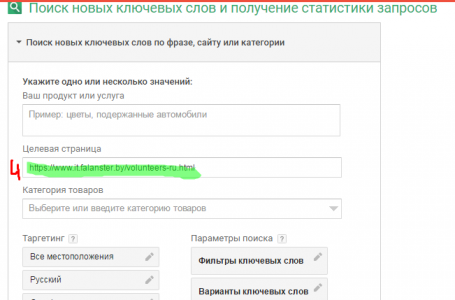 Поиск новых ключевых слов и получение статистики запросов
Поиск новых ключевых слов по фразе, сайту или категории
Укажите одно или несколько значений:
Ваш продукт или услуга
Пример: цветы, подержанные автомобили
Целевая страница
4 https://www.it.falanster.by/volunteers-ru.html
Категория товаров
Выберите или введите категорию товаров
Таргетинг ? Параметры поиска ?
Все местоположения Фильтры ключевых слов
Русский
Варианты ключевых слов